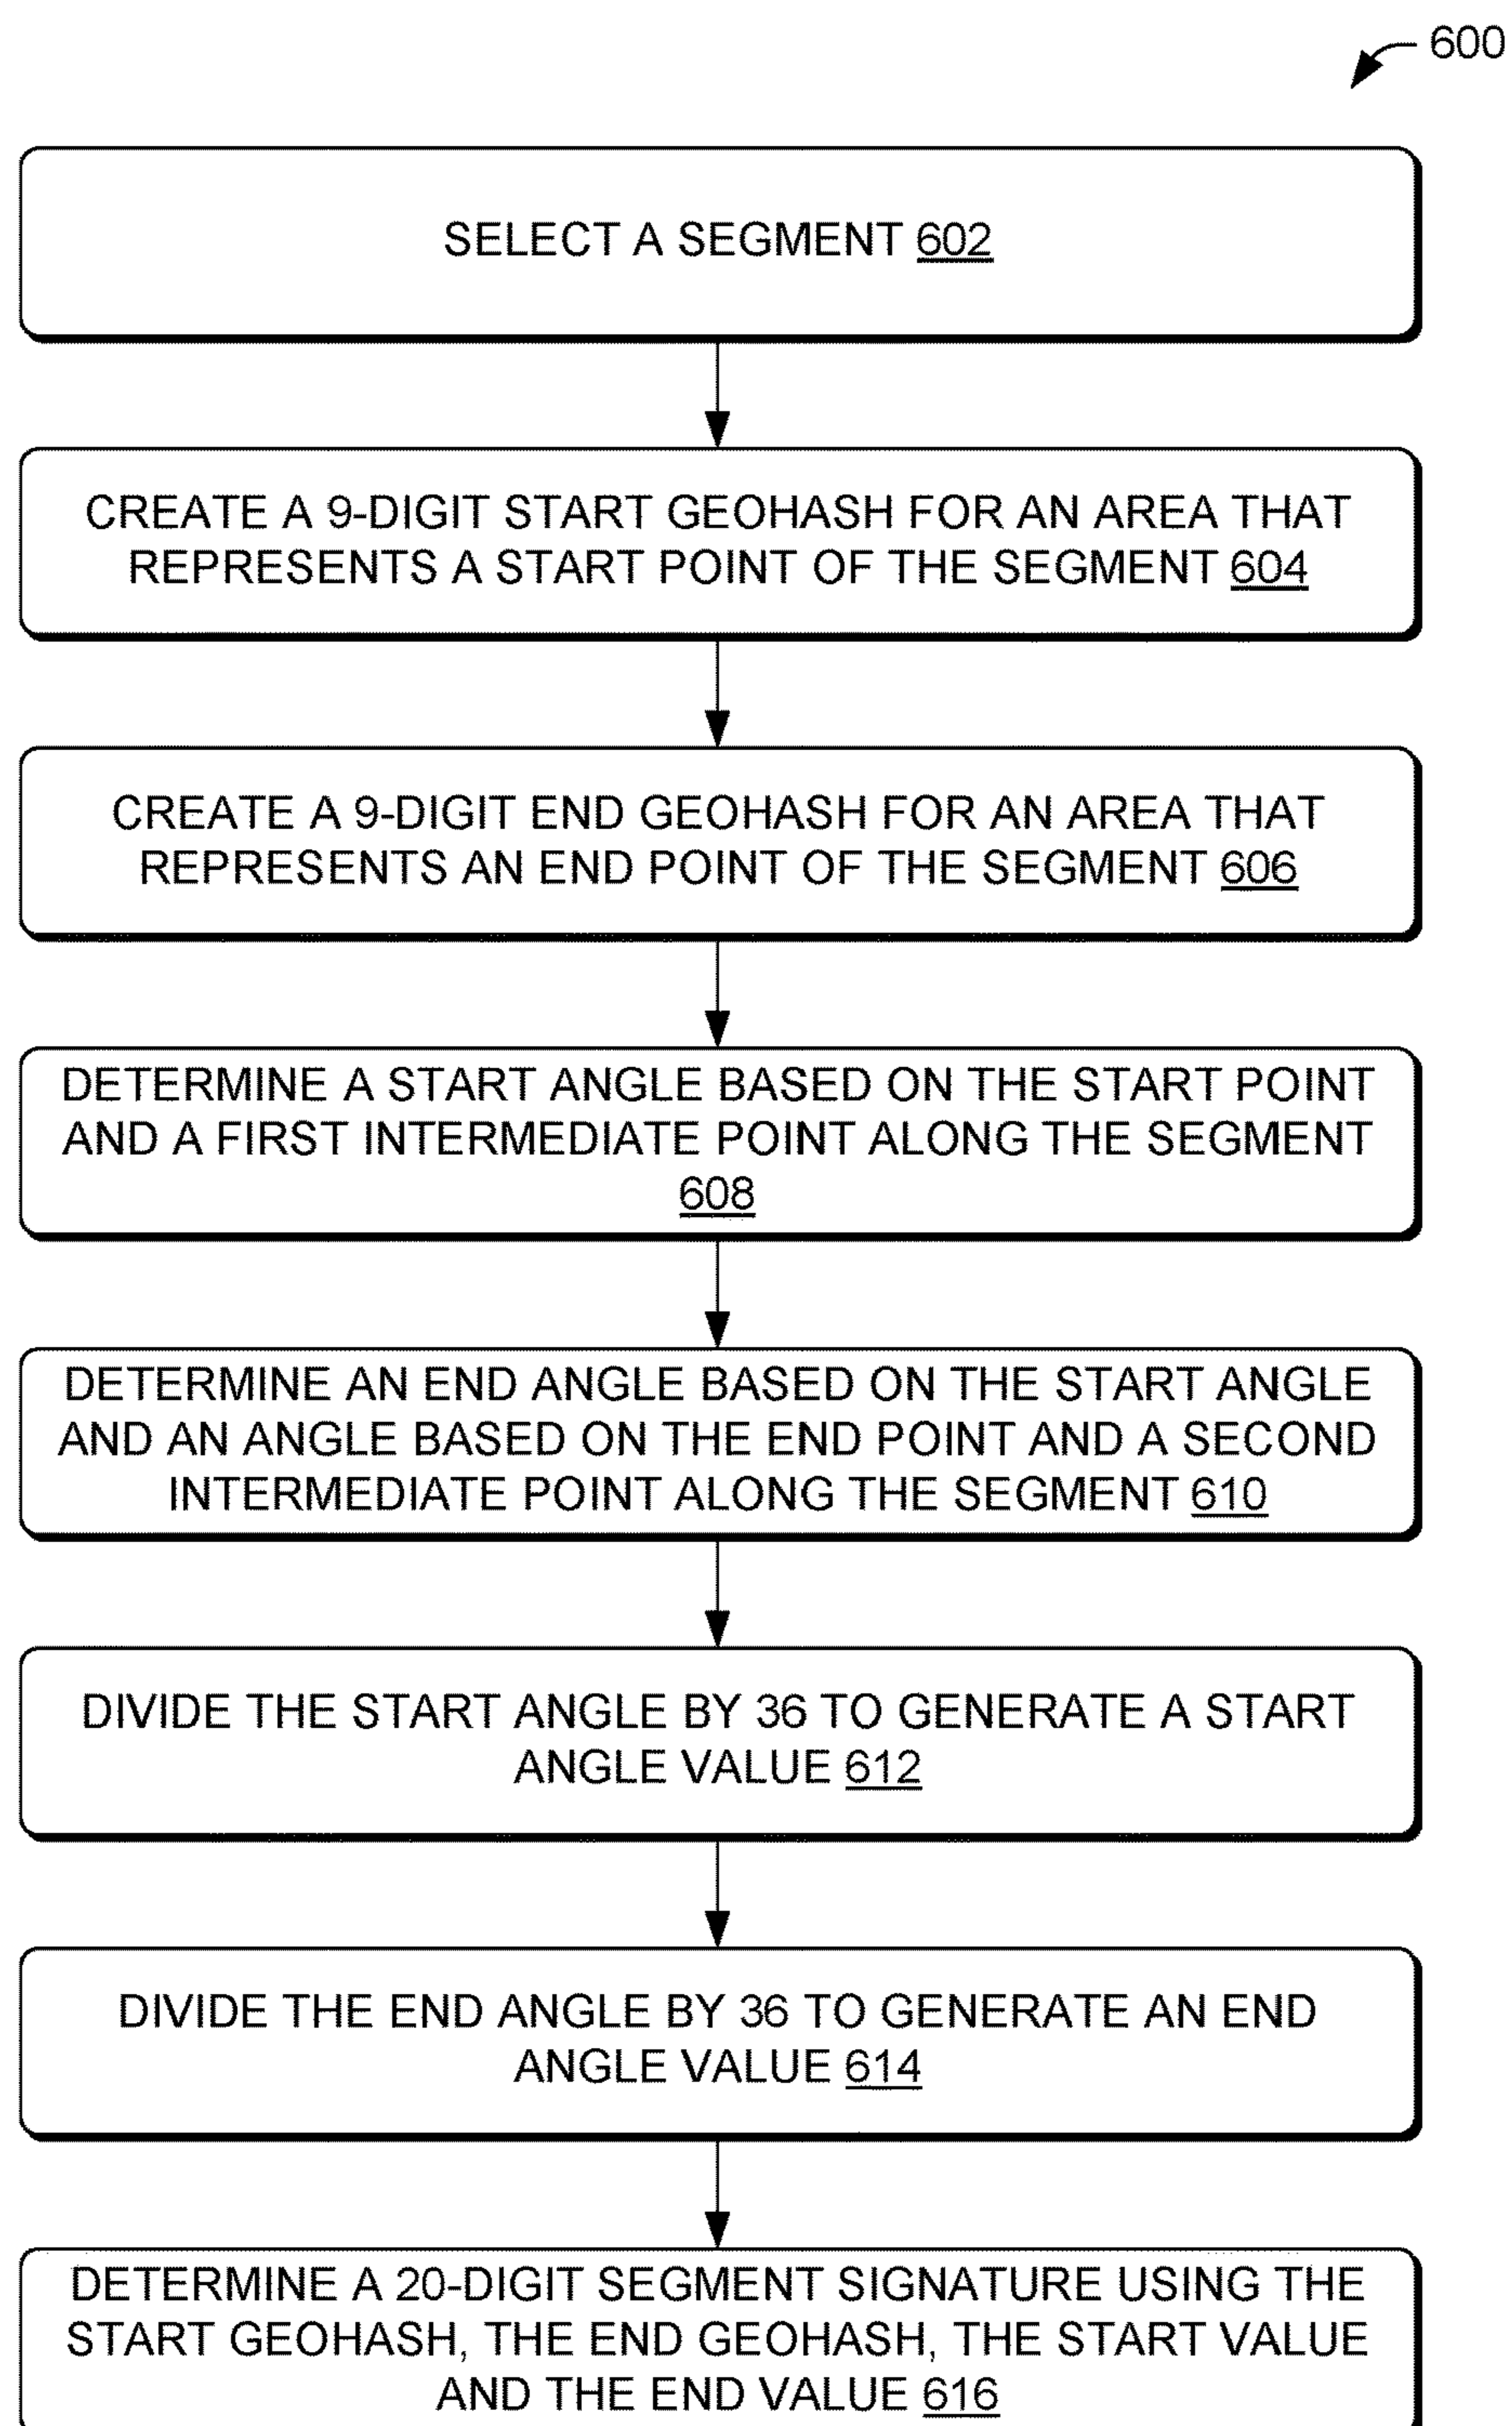 600
SELECT A SEGMENT 602
CREATE A 9-DIGIT START GEOHASH FOR AN AREA THAT
REPRESENTS A START POINT OF THE SEGMENT 604
CREATE A 9-DIGIT END GEOHASH FOR AN AREA THAT
REPRESENTS AN END POINT OF THE SEGMENT 606
DETERMINE A START ANGLE BASED ON THE START POINT
AND A FIRST INTERMEDIATE POINT ALONG THE SEGMENT
608
DETERMINE AN END ANGLE BASED ON THE START ANGLE
AND AN ANGLE BASED ON THE END POINT AND A SECOND
INTERMEDIATE POINT ALONG THE SEGMENT 610
DIVIDE THE START ANGLE BY 36 TO GENERATE A START
ANGLE VALUE 612
DIVIDE THE END ANGLE BY 36 TO GENERATE AN END
ANGLE VALUE 614
DETERMINE A 20-DIGIT SEGMENT SIGNATURE USING THE
START GEOHASH, THE END GEOHASH, THE START VALUE
AND THE END VALUE 616